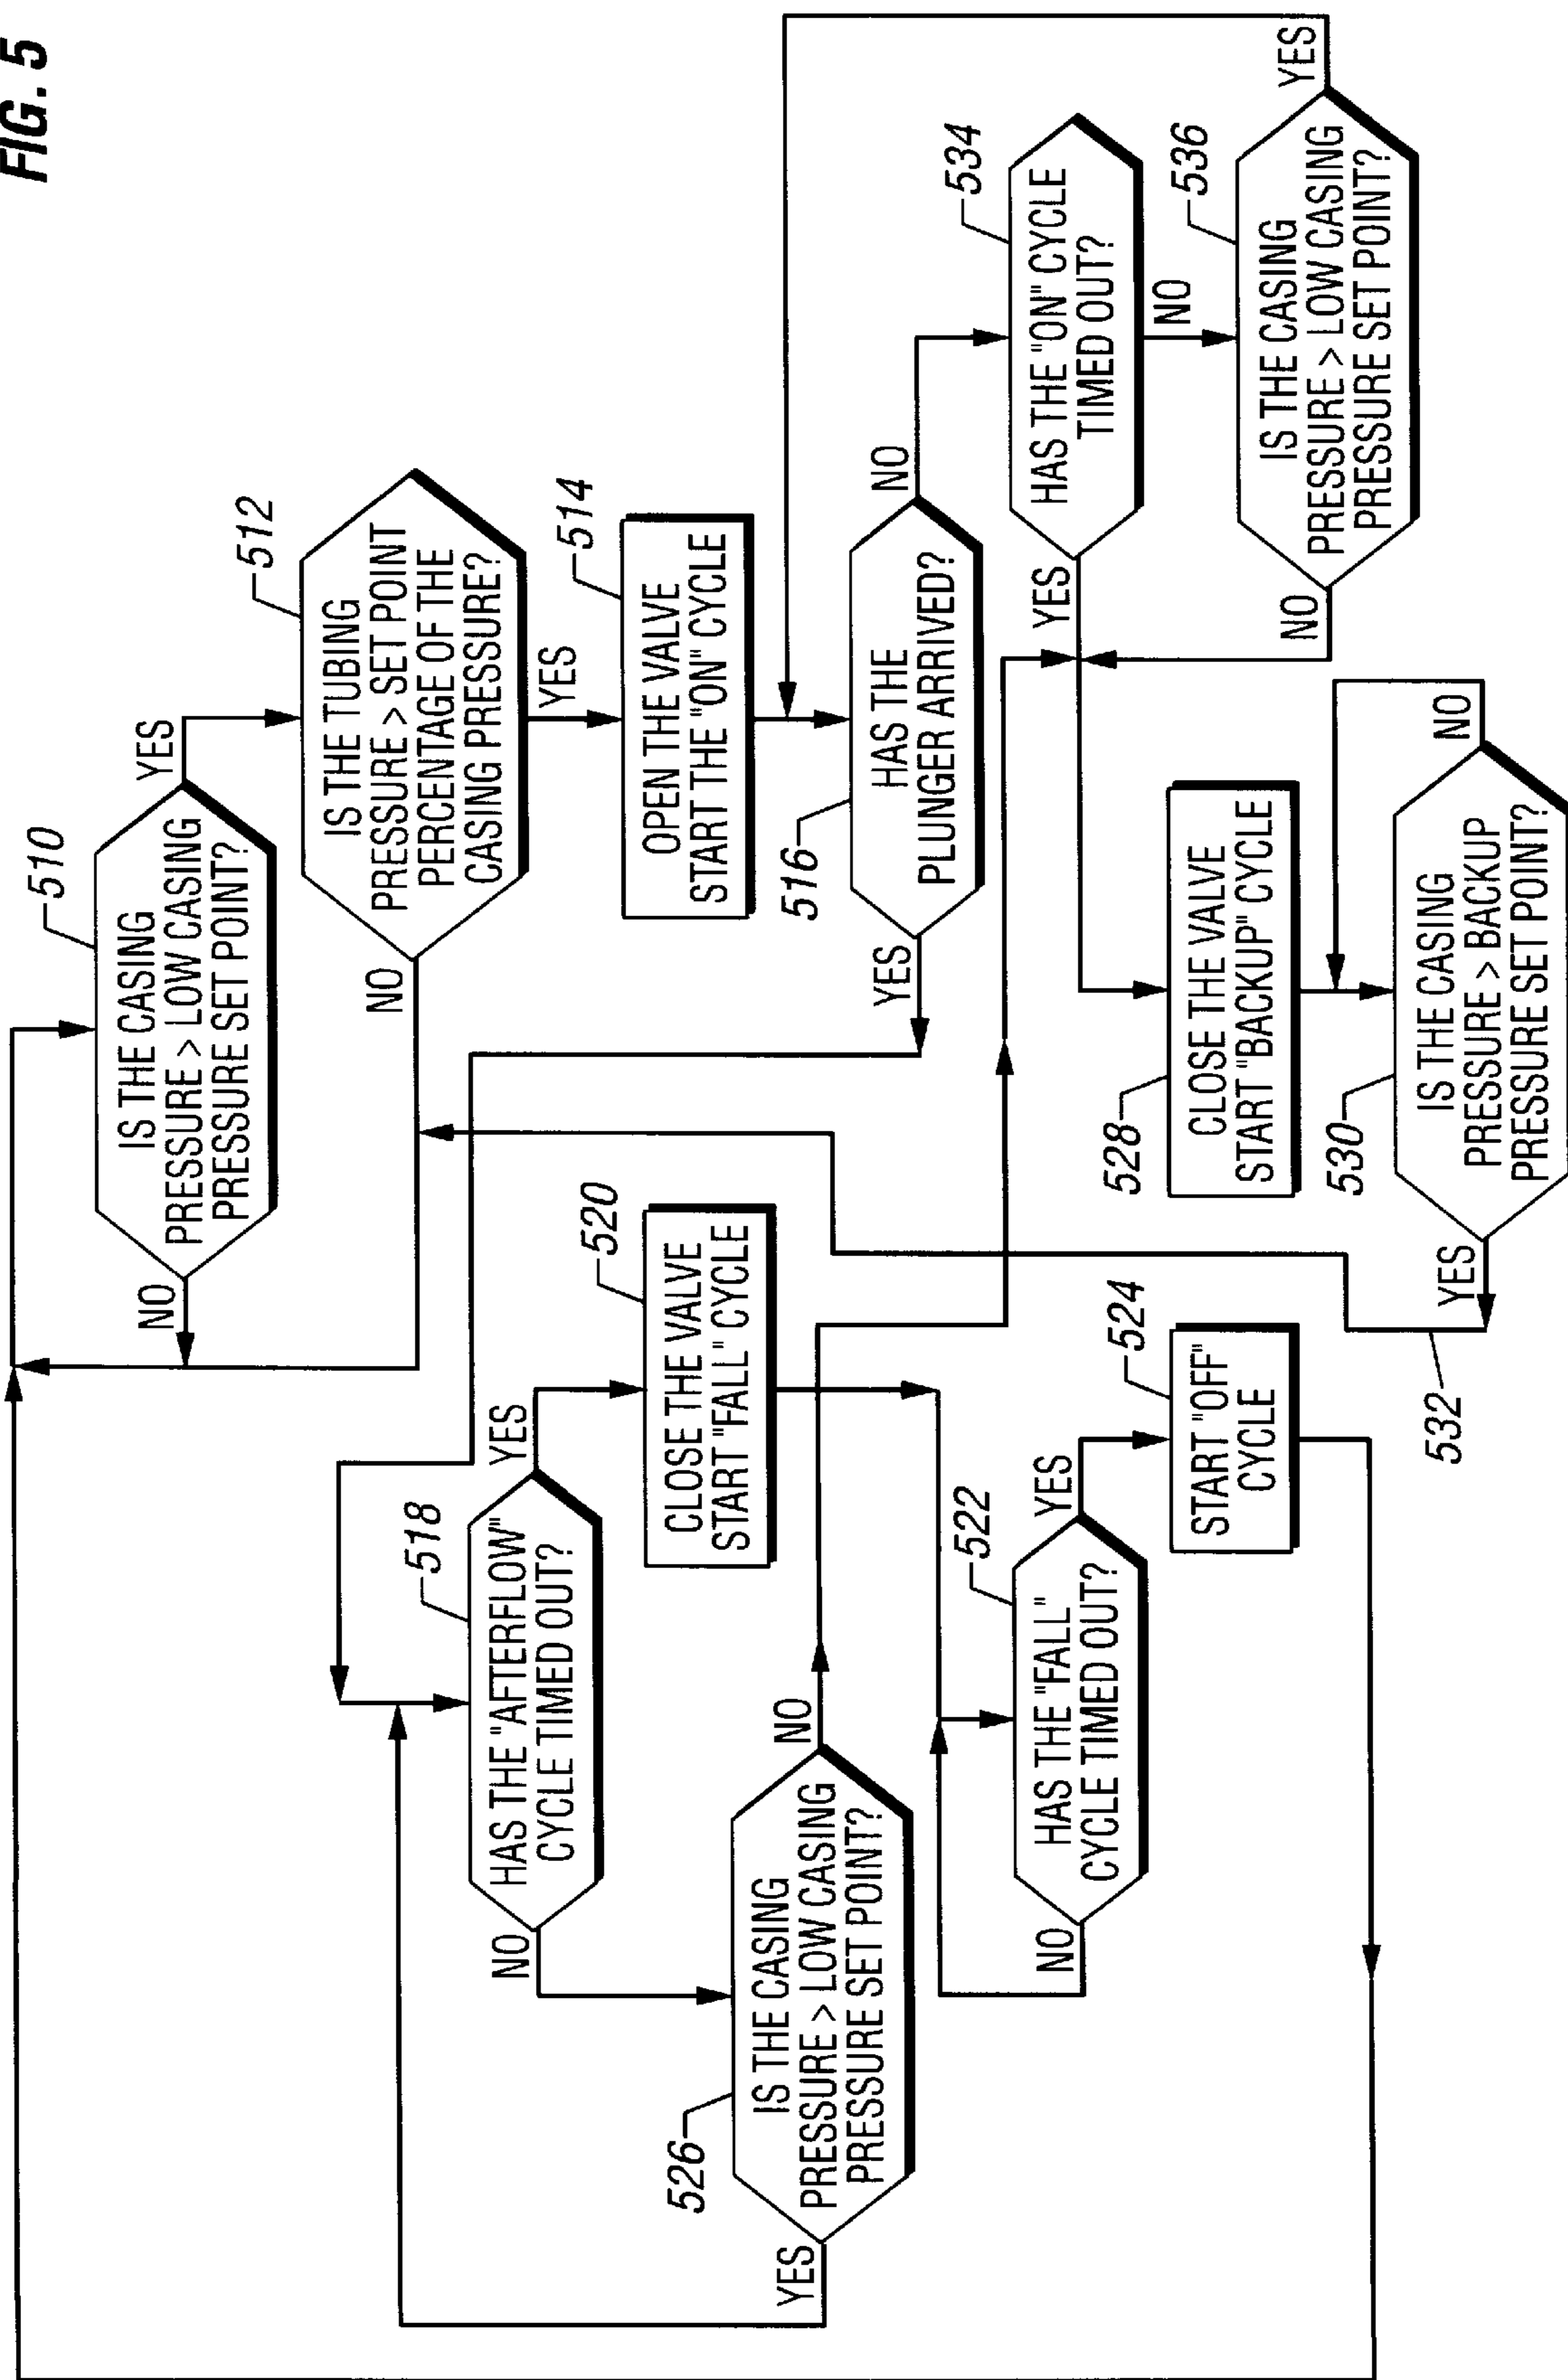 FIG. 5
510
IS THE CASING
PRESSURE > LOW CASING
PRESSURE SET POINT?
NO
YES
512
IS THE TUBING
PRESSURE > SET POINT
PERCENTAGE OF THE
CASING PRESSURE?
NO
YES
514
OPEN THE VALVE
START THE "ON" CYCLE
516
HAS THE
PLUNGER ARRIVED?
YES
NO
518
HAS THE "AFTERFLOW"
CYCLE TIMED OUT?
NO
YES
520
CLOSE THE VALVE
START "FALL" CYCLE
526
IS THE CASING
PRESSURE > LOW CASING
PRESSURE SET POINT?
YES
NO
522
HAS THE "FALL"
CYCLE TIMED OUT?
NO
YES
524
START "OFF"
CYCLE
534
HAS THE "ON" CYCLE
TIMED OUT?
YES
NO
536
IS THE CASING
PRESSURE > LOW CASING
PRESSURE SET POINT?
NO
YES
528
CLOSE THE VALVE
START "BACKUP" CYCLE
530
IS THE CASING
PRESSURE > BACKUP
PRESSURE SET POINT?
YES
NO
532